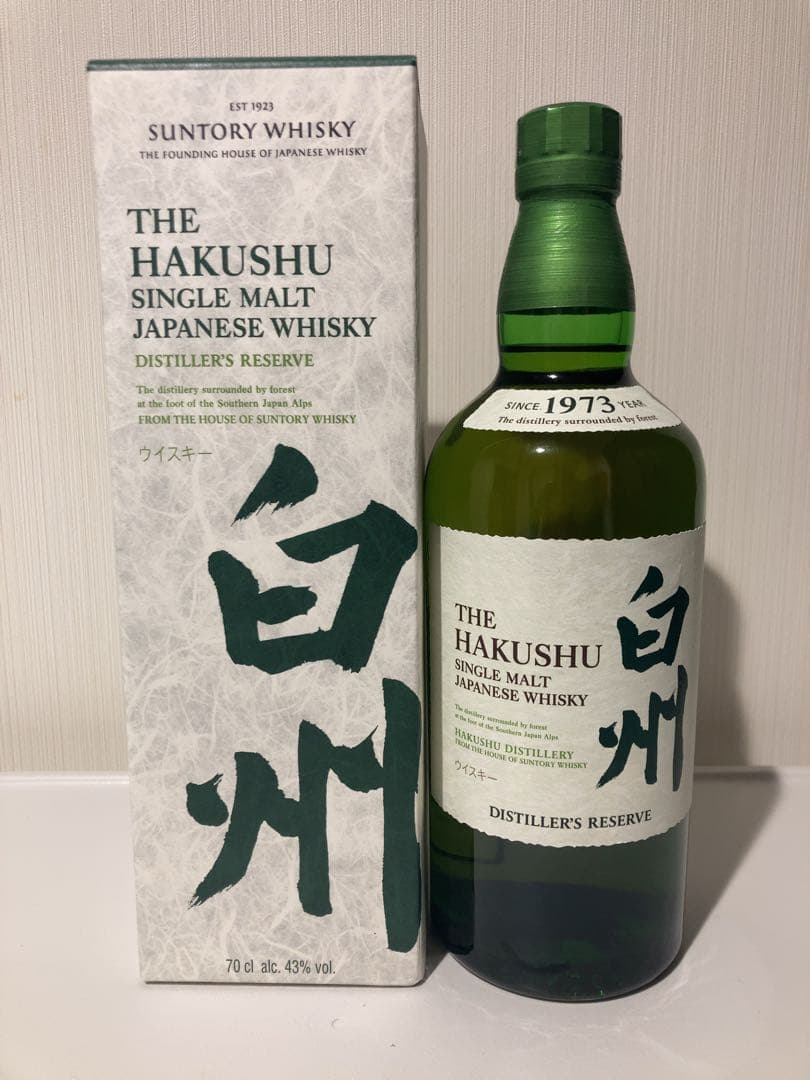 EST 1923
SUNTORY WHISKY
THE FOUNDING HOUSE OF JAPANESE WHISKY
THE
HAKUSHU
SINGLE MALT
JAPANESE WHISKY
DISTILLER'S RESERVE
The distillery surrounded by forest
at the foot of the Southern Japan Alps
FROM THE HOUSE OF SUNTORY WHISKY
ウイスキー
白州
70 cl alc. 43% vol.
SINCE 1973 YEAR
The distillery surrounded by forest
THE
HAKUSHU
SINGLE MALT
JAPANESE WHISKY
The distillery surrounded by forest
at the foot of the Southern Japan Alps
HAKUSHU DISTILLERY
FROM THE HOUSE OF SUNTORY WHISKY
ウイスキー
白州
DISTILLER'S RESERVE